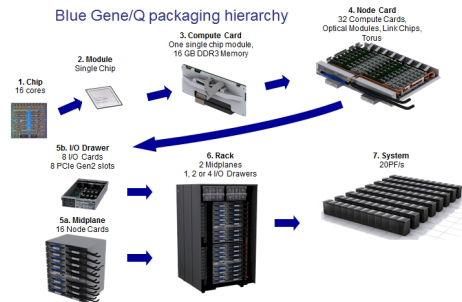 Blue Gene/Q packaging hierarchy
1. Chip
16 cores
2. Module
Single Chip
3. Compute Card
One single chip module,
16 GB DDR3 Memory
4. Node Card
32 Compute Cards,
Optical Modules, Link Chips,
Torus
5b. I/O Drawer
8 I/O Cards
8 PCIe Gen2 slots
5a. Midplane
16 Node Cards
6. Rack
2 Midplanes
1, 2 or 4 I/O Drawers
7. System
20PF/s